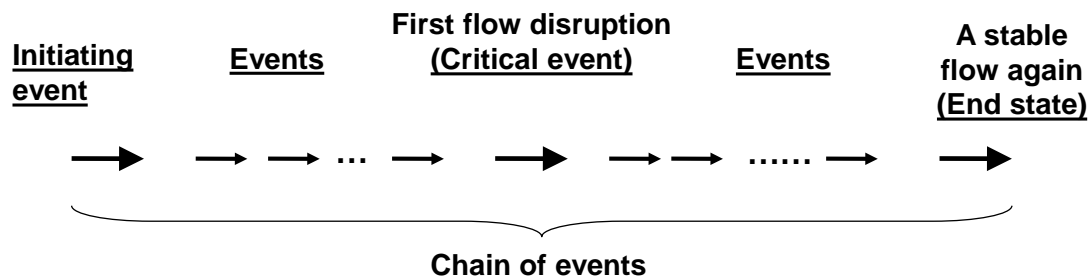 Initiating
event
Events
First flow disruption
(Critical event)
Events
A stable
flow again
(End state)
...
......
Chain of events